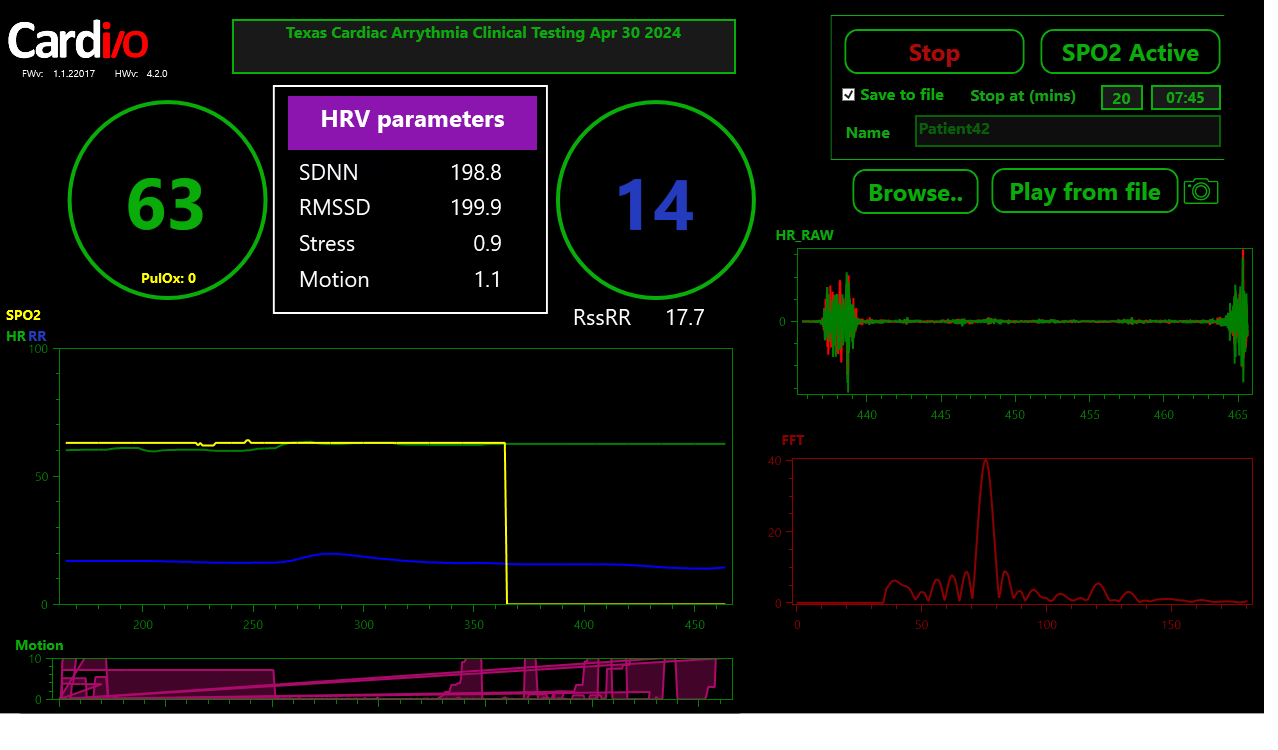 Cardi/o
FWv: 1.1.22017 HWv: 4.2.0
Texas Cardiac Arrythmia Clinical Testing Apr 30 2024
Stop
SPO2 Active
Save to file
Stop at (mins)
20
07:45
Name
Patient42
Browse..
Play from file
63
PulOx: 0
HRV parameters
SDNN 198.8
RMSSD 199.9
Stress 0.9
Motion 1.1
14
RssRR 17.7
SPO2
HR RR
100
50
0
200 250 300 350 400 450
Motion
10
0
HR_RAW
0
440 445 450 455 460 465
FFT
40
20
0
0 50 100 150